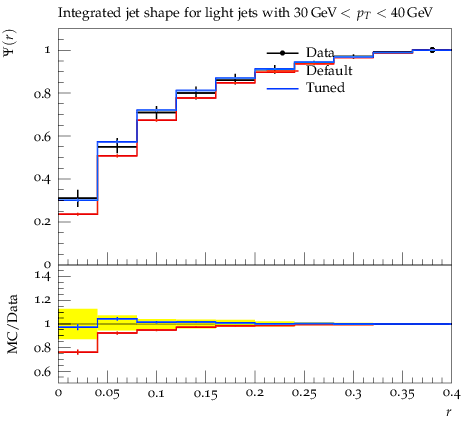 Integrated jet shape for light jets with 30 GeV < p_T < 40 GeV
Ψ(r)
Data
Default
Tuned
1
0.8
0.6
0.4
0.2
0
MC/Data
1.4
1.2
1
0.8
0.6
0 0.05 0.1 0.15 0.2 0.25 0.3 0.35 0.4
r